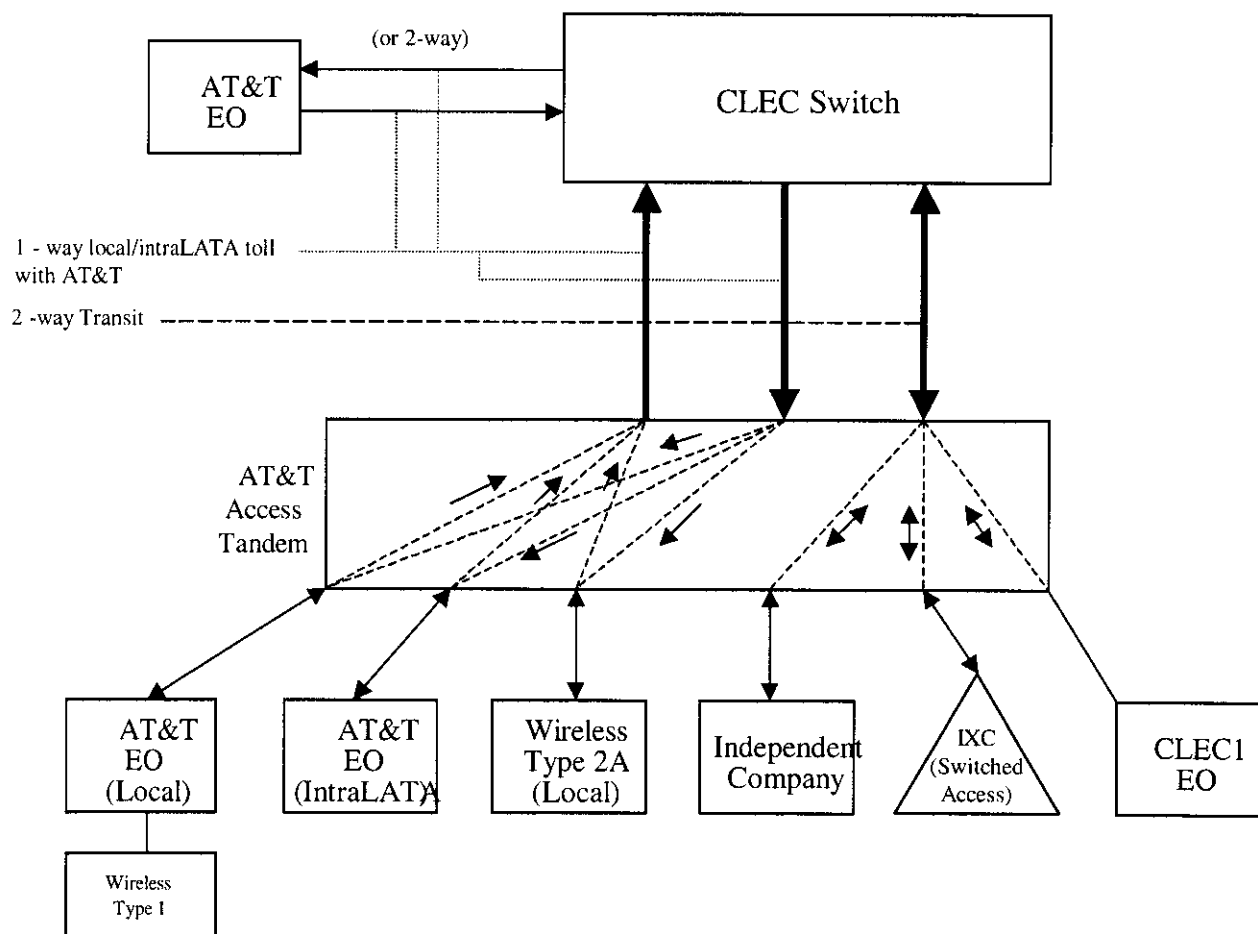 (or 2-way)
AT&T
EO
CLEC Switch
1 - way local/intraLATA toll
with AT&T
2 -way Transit
AT&T
Access
Tandem
AT&T
EO
(Local)
AT&T
EO
(IntraLAT)A
Wireless
Type 2A
(Local)
Independent
Company
IXC
(Switched
Access)
CLEC1
EO
Wireless
Type 1